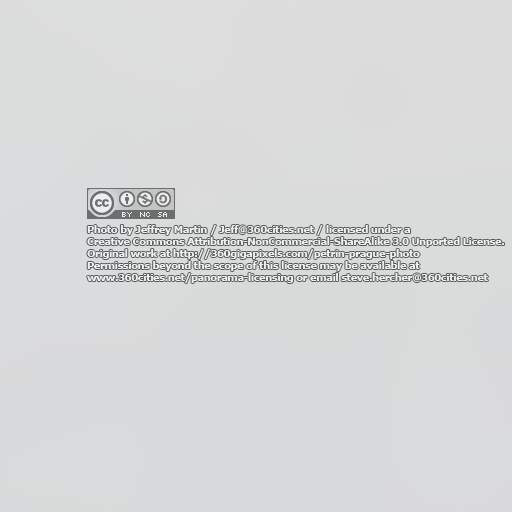 cc BY NC SA
Photo by Jeffrey Martin / Jeff@360cities.net / licensed under a
Creative Commons Attribution-NonCommercial-ShareAlike 3.0 Unported License.
Original work at http://360gigapixels.com/petrin-prague-photo
Permissions beyond the scope of this license may be available at
www.360cities.net/panorama-licensing or email steve.hercher@360cities.net